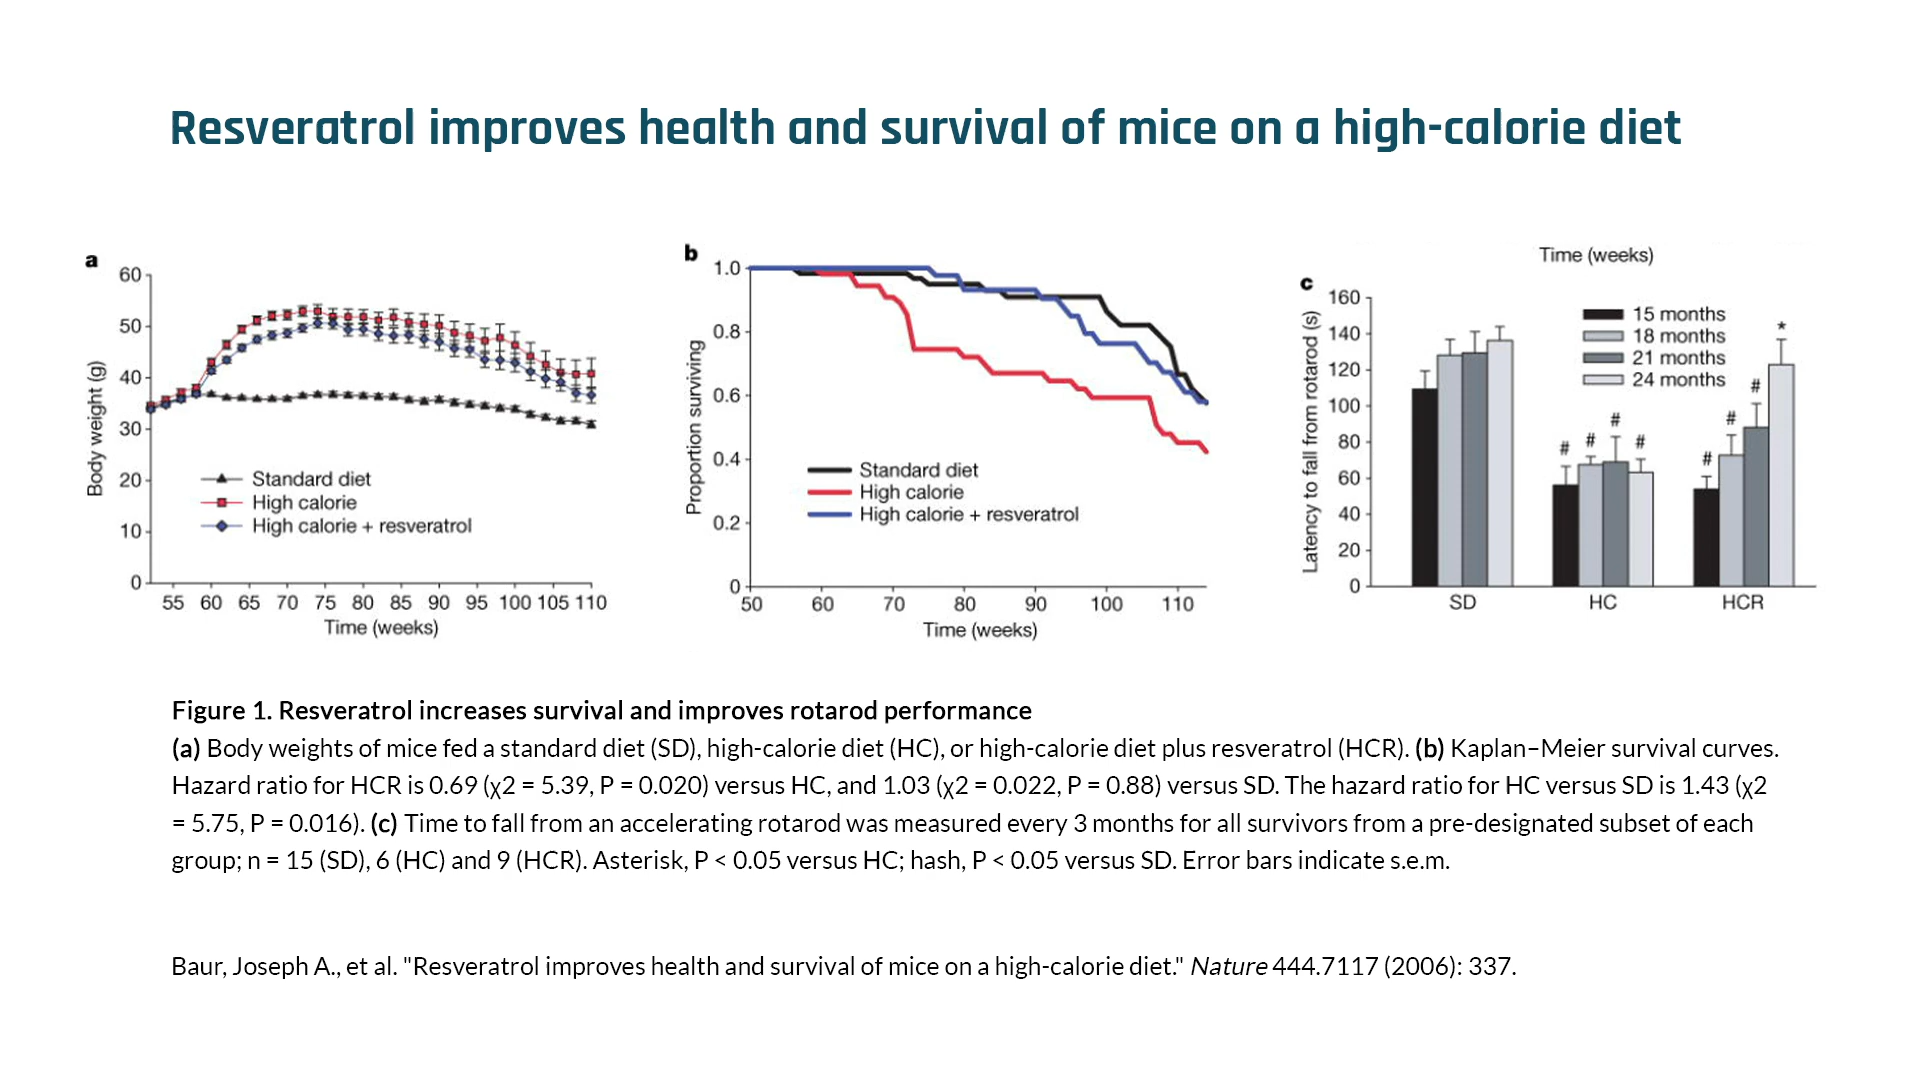 Resveratrol improves health and survival of mice on a high-calorie diet
a
60
50
40
30
20
10
0
Body weight (g)
Standard diet
High calorie
High calorie + resveratrol
55 60 65 70 75 80 85 90 95 100 105 110
Time (weeks)
b
1.0
0.8
0.6
0.4
0.2
0
Proportion surviving
Standard diet
High calorie
High calorie + resveratrol
50 60 70 80 90 100 110
Time (weeks)
Time (weeks)
c
160
140
120
100
80
60
40
20
0
Latency to fall from rotarod (s)
15 months
18 months
21 months
24 months
# # # #
# # # *
SD HC HCR
Figure 1. Resveratrol increases survival and improves rotarod performance
(a) Body weights of mice fed a standard diet (SD), high-calorie diet (HC), or high-calorie diet plus resveratrol (HCR). (b) Kaplan–Meier survival curves.
Hazard ratio for HCR is 0.69 (χ2 = 5.39, P = 0.020) versus HC, and 1.03 (χ2 = 0.022, P = 0.88) versus SD. The hazard ratio for HC versus SD is 1.43 (χ2
= 5.75, P = 0.016). (c) Time to fall from an accelerating rotarod was measured every 3 months for all survivors from a pre-designated subset of each
group; n = 15 (SD), 6 (HC) and 9 (HCR). Asterisk, P < 0.05 versus HC; hash, P < 0.05 versus SD. Error bars indicate s.e.m.
Baur, Joseph A., et al. "Resveratrol improves health and survival of mice on a high-calorie diet." Nature 444.7117 (2006): 337.